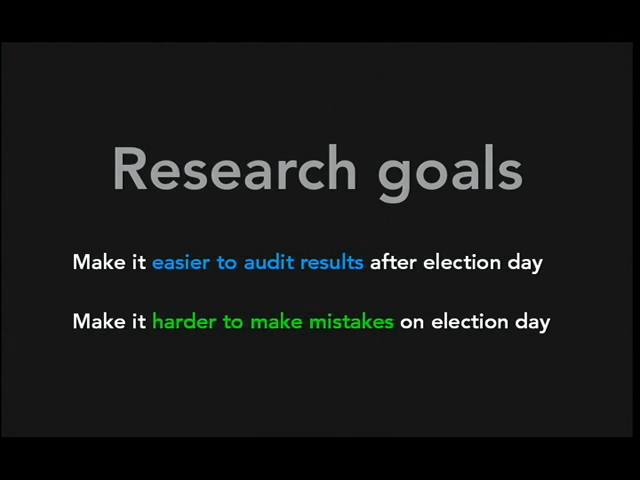 Research goals
Make it easier to audit results after election day
Make it harder to make mistakes on election day